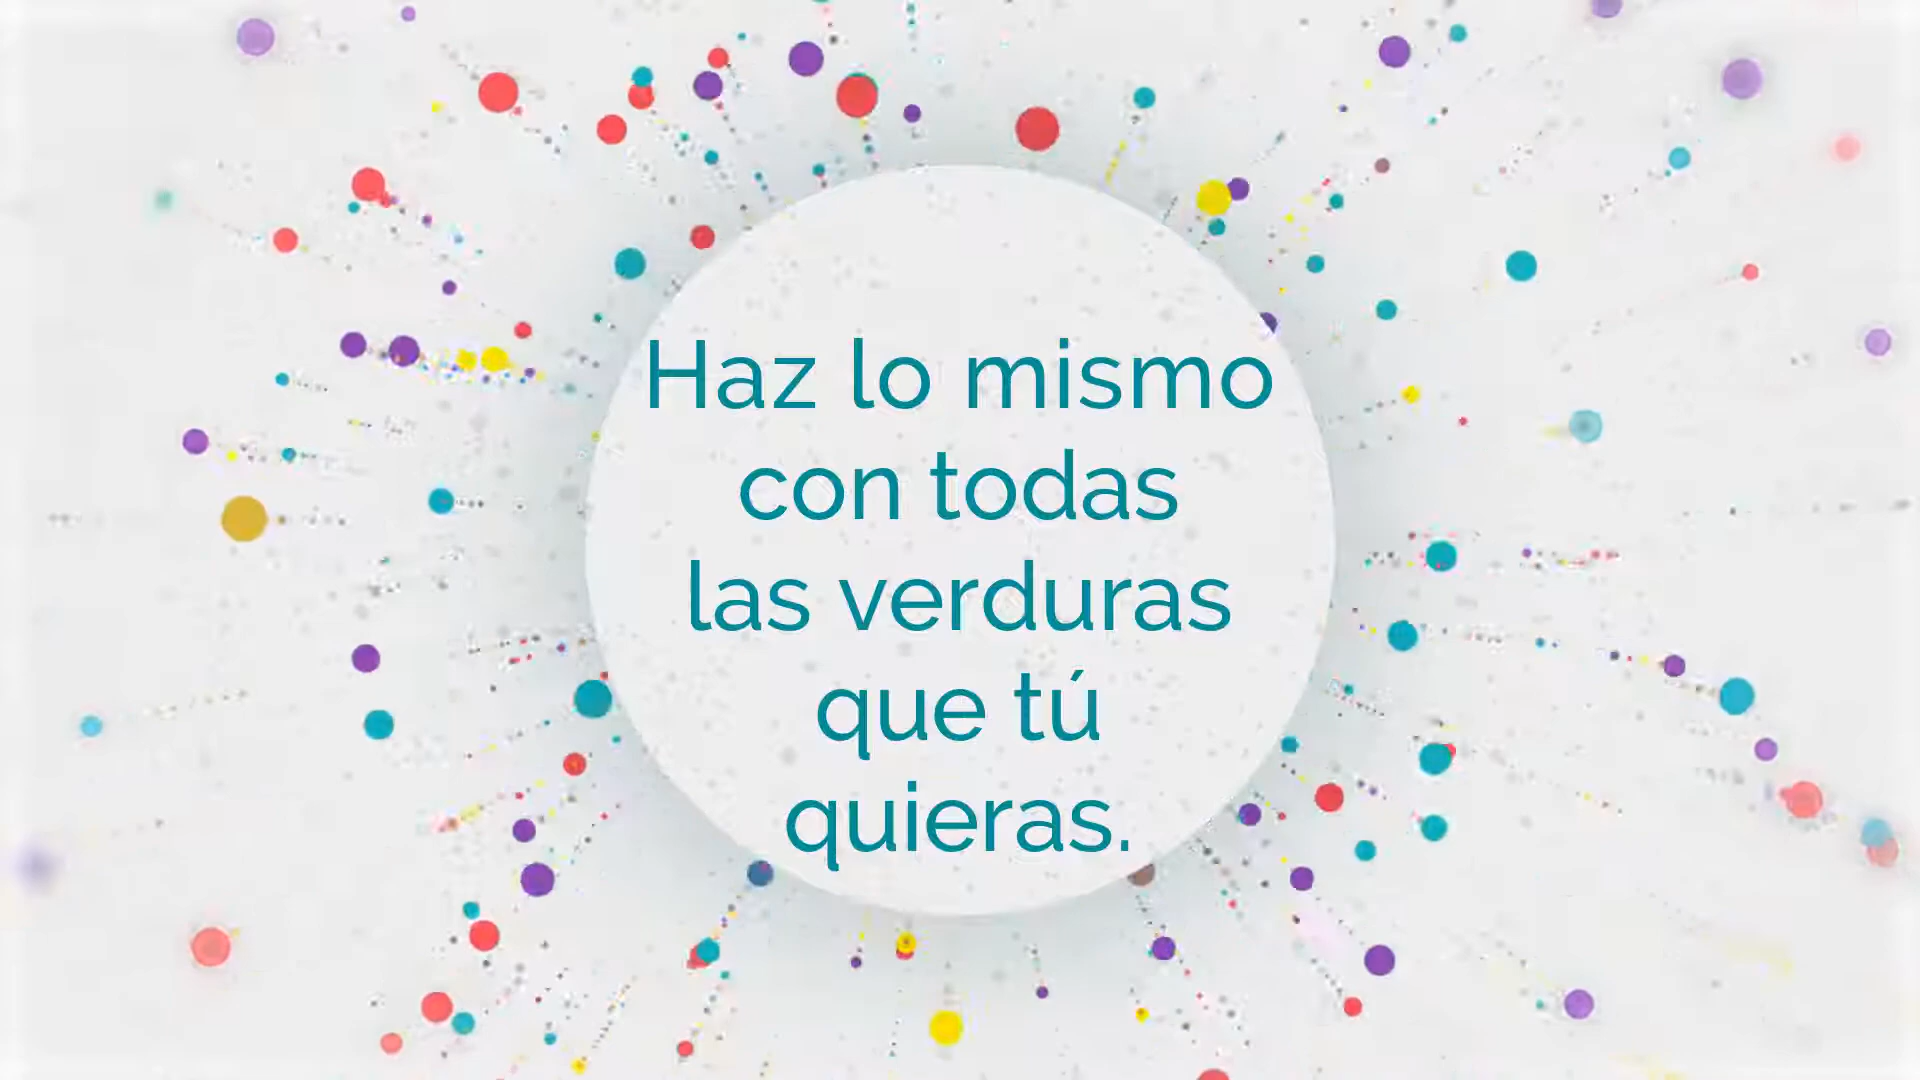 Haz lo mismo
con todas
las verduras
que tú
quieras.